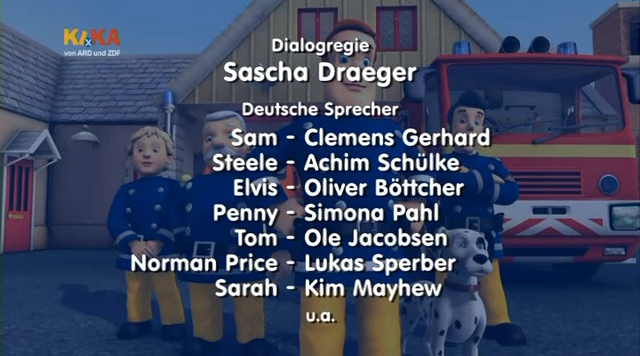 KiKA
von ARD und ZDF
Dialogregie
Sascha Draeger
Deutsche Sprecher
Sam - Clemens Gerhard
Steele - Achim Schülke
Elvis - Oliver Böttcher
Penny - Simona Pahl
Tom - Ole Jacobsen
Norman Price - Lukas Sperber
Sarah - Kim Mayhew
u.a.